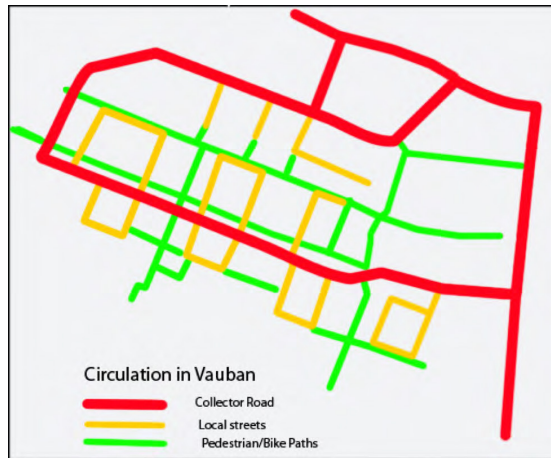 Circulation in Vauban
Collector Road
Local streets
Pedestrian/Bike Paths